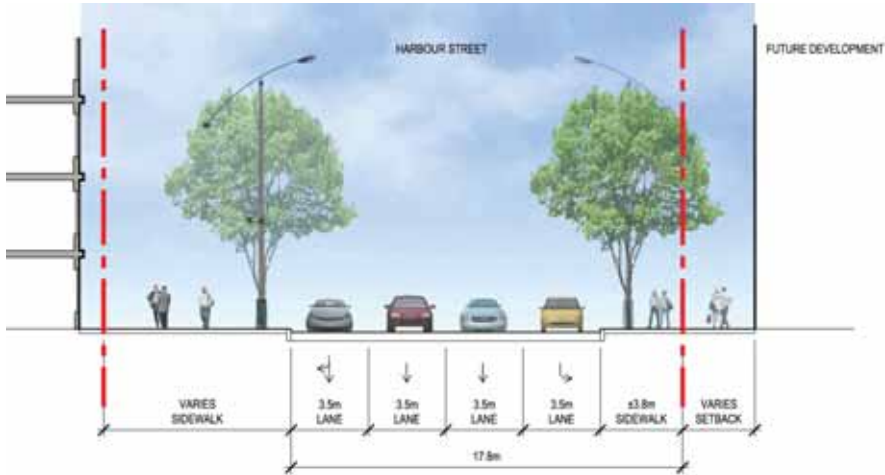 HARBOUR STREET
FUTURE DEVELOPMENT
VARIES
SIDEWALK
3.5m
LANE
3.5m
LANE
3.5m
LANE
3.5m
LANE
±3.8m
SIDEWALK
VARIES
SETBACK
17.8m